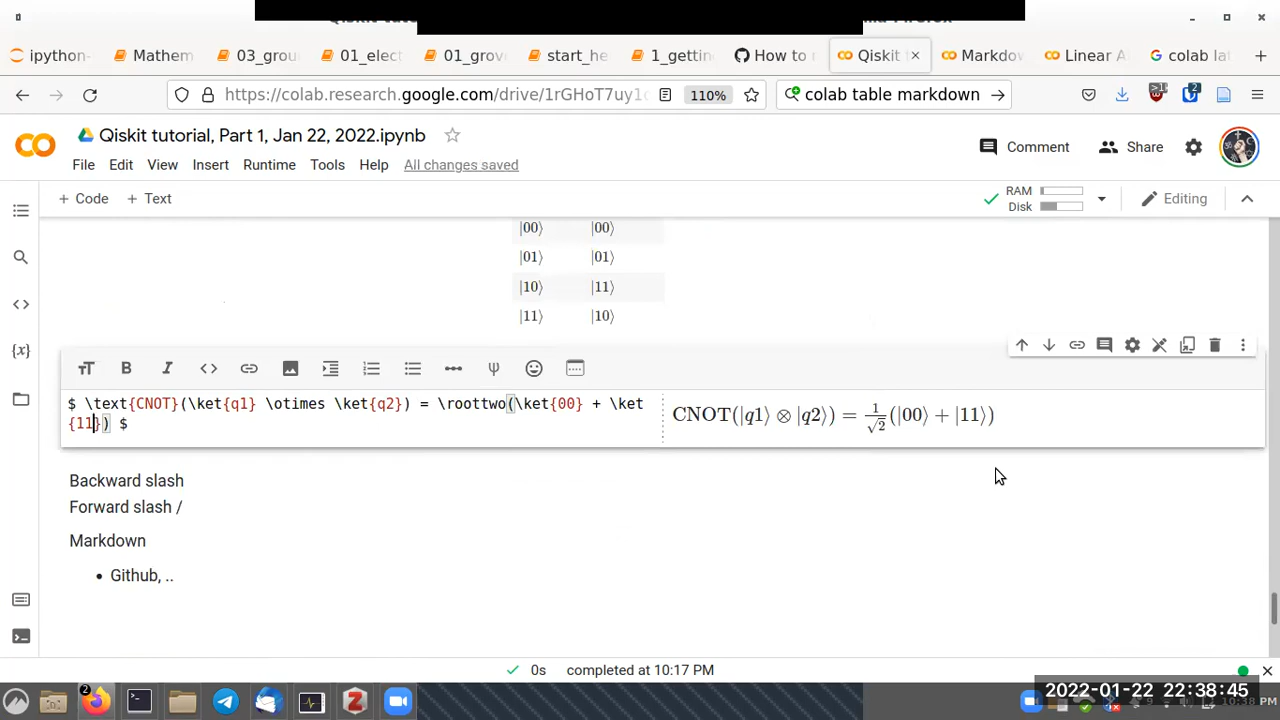 ipython- Mathem 03_grou 01_elect 01_grov start_he 1_getti How to Qiskit t Markdo Linear A colab la
https://colab.research.google.com/drive/1rGHoT7uy1 110% colab table markdown
Qiskit tutorial, Part 1, Jan 22, 2022.ipynb
File Edit View Insert Runtime Tools Help All changes saved
Comment Share
+ Code + Text
RAM
Disk
Editing
|00⟩ |00⟩
|01⟩ |01⟩
|10⟩ |11⟩
|11⟩ |10⟩
$ \text{CNOT}(\ket{q1} \otimes \ket{q2}) = \roottwo(\ket{00} + \ket
{11}) $
CNOT(|q1⟩ ⊗ |q2⟩) = 1/√2 (|00⟩ + |11⟩)
Backward slash
Forward slash /
Markdown
• Github, ..
0s completed at 10:17 PM
2022-01-22 22:38:45